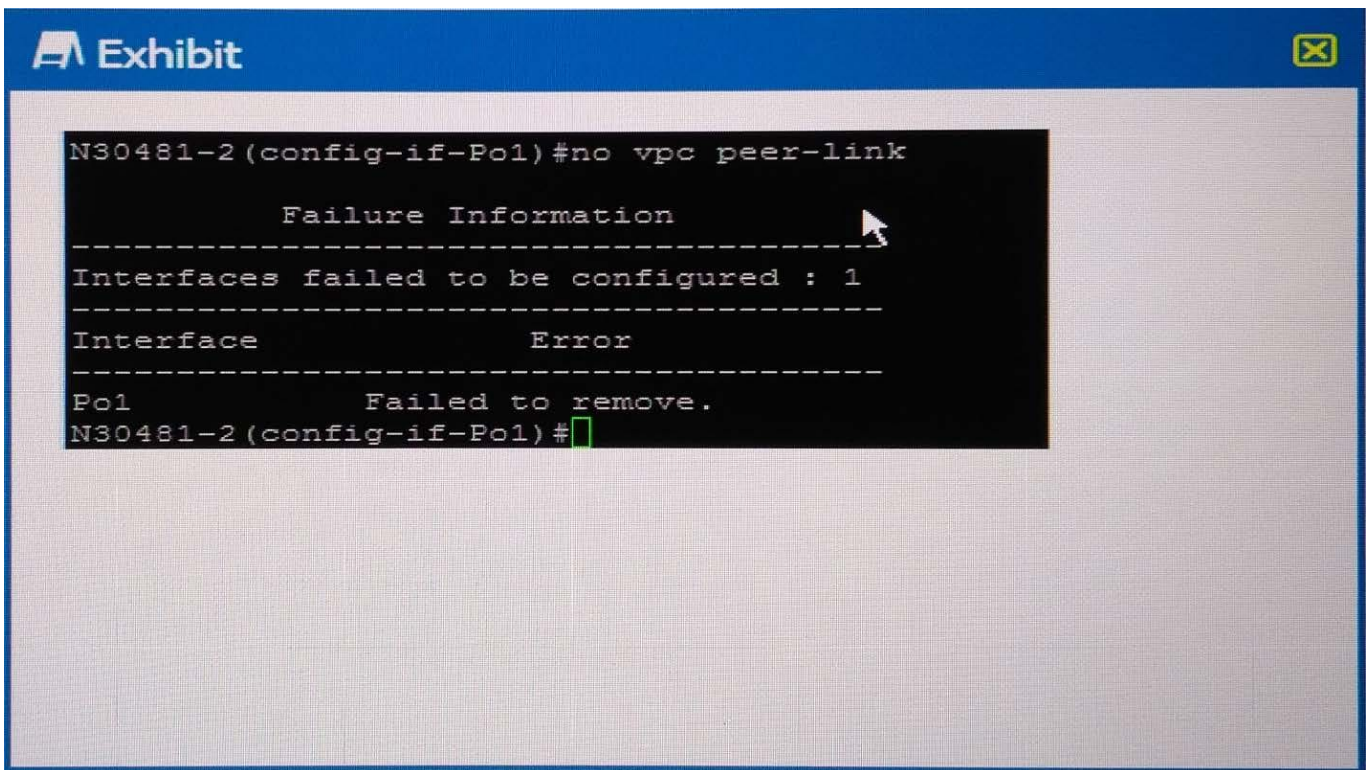 Exhibit
N30481-2(config-if-Po1)#no vpc peer-link
Failure Information
-----------------------------------------
Interfaces failed to be configured : 1
-----------------------------------------
Interface Error
-----------------------------------------
Po1 Failed to remove.
N30481-2(config-if-Po1)#